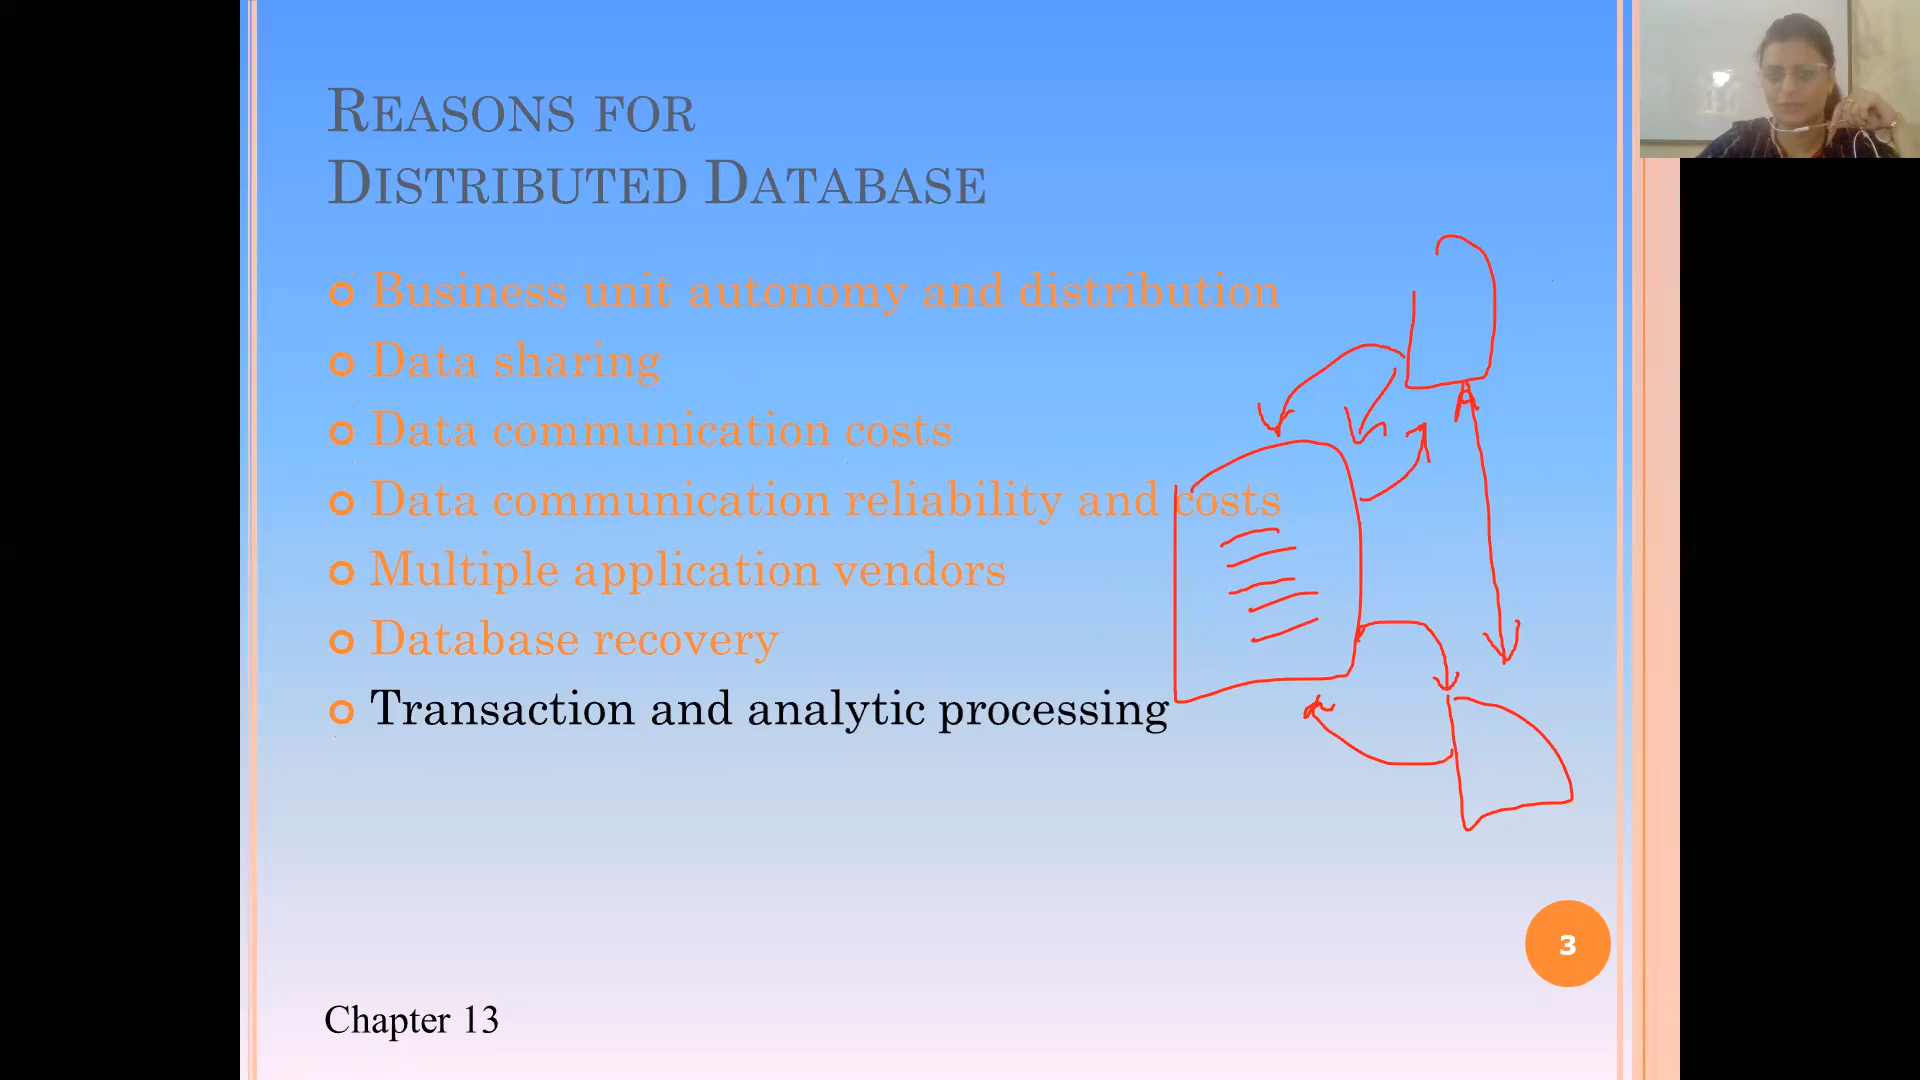 REASONS FOR
DISTRIBUTED DATABASE
Business unit autonomy and distribution
Data sharing
Data communication costs
Data communication reliability and costs
Multiple application vendors
Database recovery
Transaction and analytic processing
3
Chapter 13